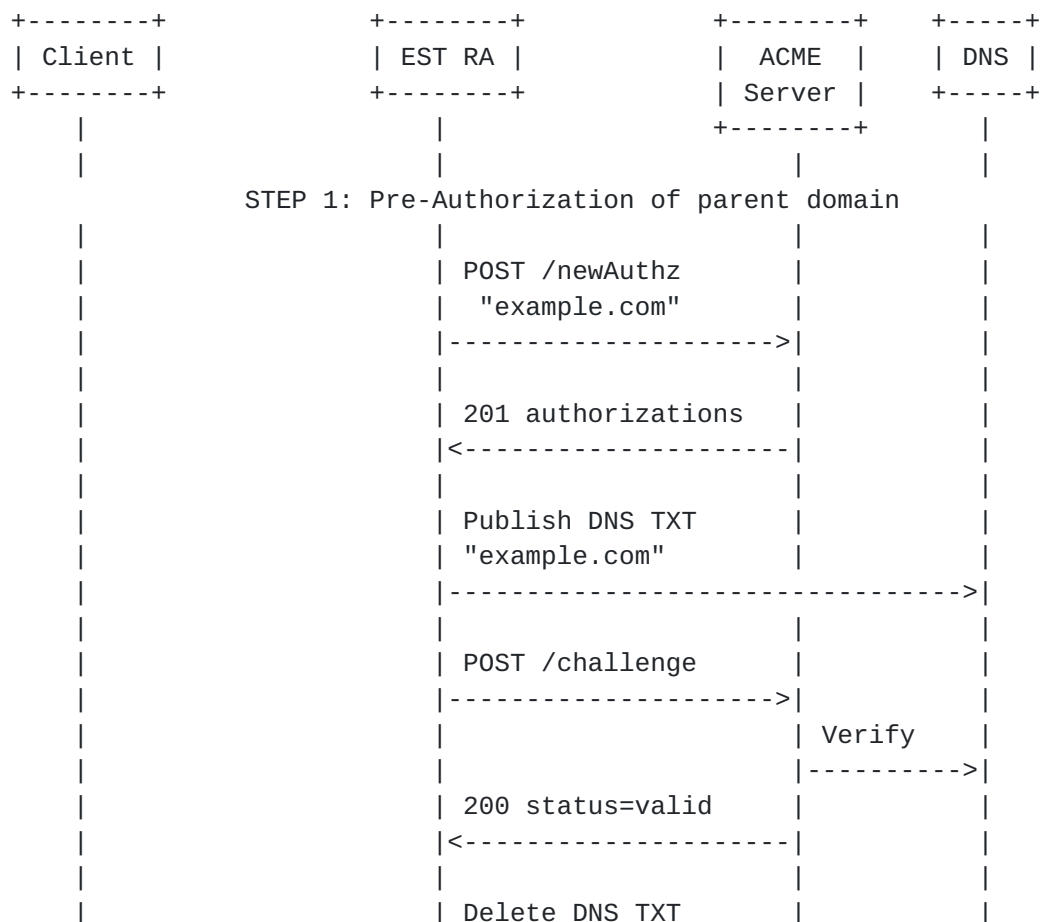 +--------+             +--------+            +--------+    +-----+
| Client |             | EST RA |            |  ACME  |    | DNS |
+--------+             +--------+            | Server |    +-----+
    |                      |                 +--------+       |
    |                      |                      |           |
               STEP 1: Pre-Authorization of parent domain
    |                      |                      |           |
    |                      | POST /newAuthz       |           |
    |                      |  "example.com"       |           |
    |                      |--------------------->|           |
    |                      |                      |           |
    |                      | 201 authorizations   |           |
    |                      |<---------------------|           |
    |                      |                      |           |
    |                      | Publish DNS TXT      |           |
    |                      | "example.com"        |           |
    |                      |--------------------------------->|
    |                      |                      |           |
    |                      | POST /challenge      |           |
    |                      |--------------------->|           |
    |                      |                      | Verify    |
    |                      |                      |---------->|
    |                      | 200 status=valid     |           |
    |                      |<---------------------|           |
    |                      |                      |           |
    |                      | Delete DNS TXT       |           |